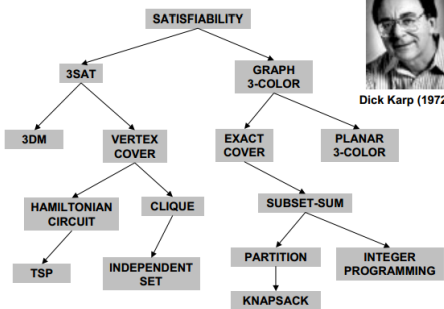 SATISFIABILITY
3SAT
GRAPH
3-COLOR
Dick Karp (1972
3DM
VERTEX
COVER
EXACT
COVER
PLANAR
3-COLOR
HAMILTONIAN
CIRCUIT
CLIQUE
SUBSET-SUM
TSP
INDEPENDENT
SET
PARTITION
INTEGER
PROGRAMMING
KNAPSACK